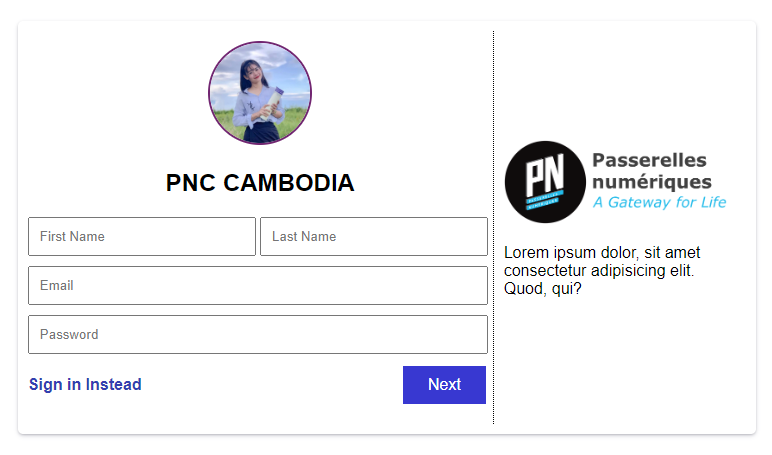 PNC CAMBODIA
First Name
Last Name
Email
Password
Sign in Instead
Next
PN
Passerelles
numériques
A Gateway for Life
Lorem ipsum dolor, sit amet
consectetur adipisicing elit.
Quod, qui?